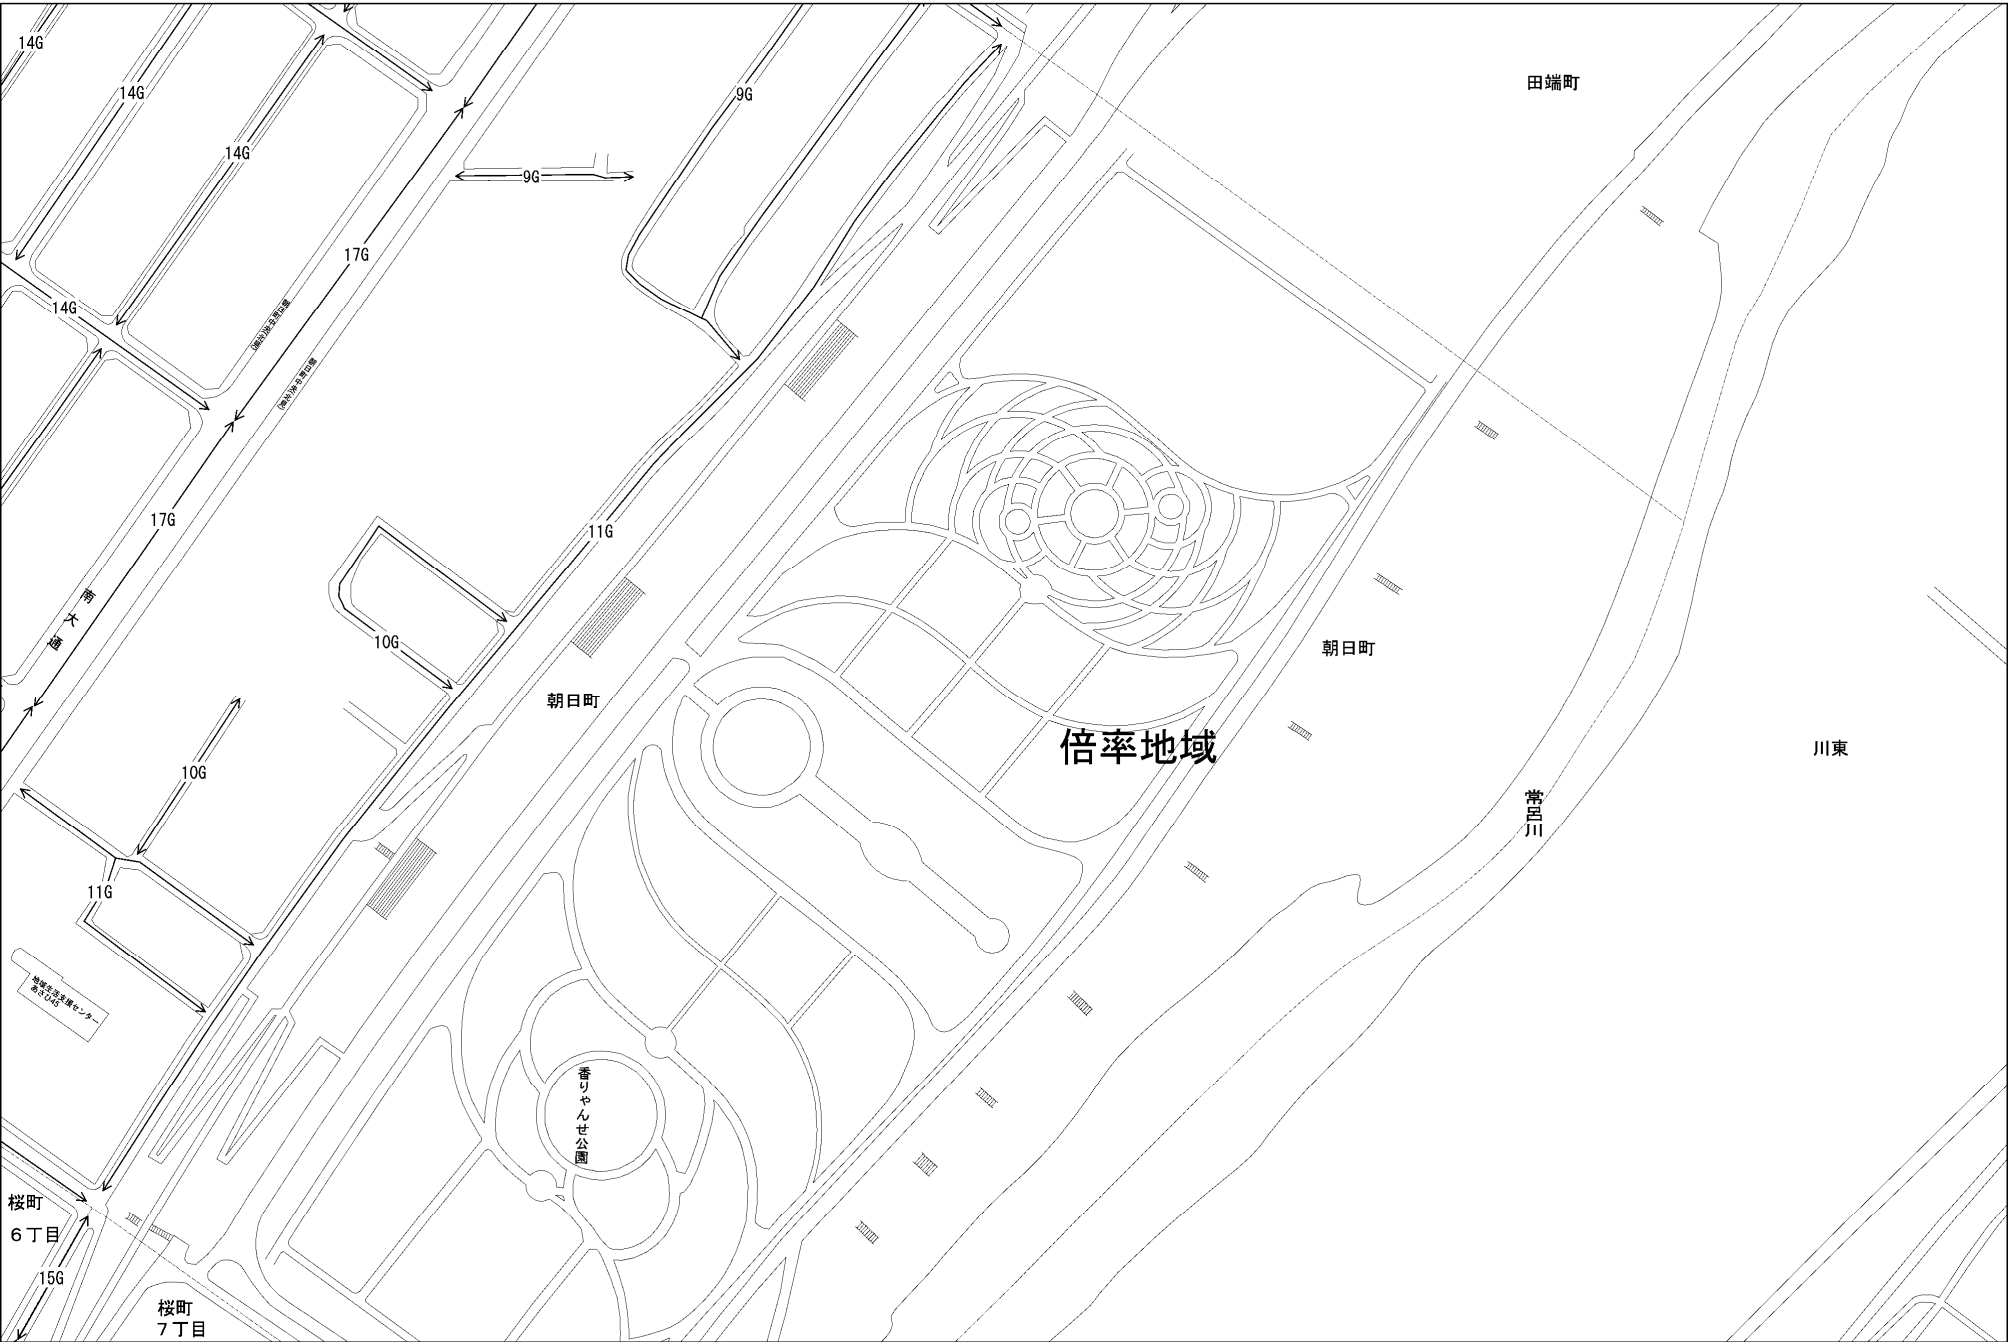 14G
14G
9G
田端町
14G
9G
17G
14G
17G
11G
南大通
10G
朝日町
朝日町
倍率地域
川東
10G
常呂川
11G
地域生活支援センター
あさひ45
香りゃんせ公園
桜町
6丁目
15G
桜町
7丁目